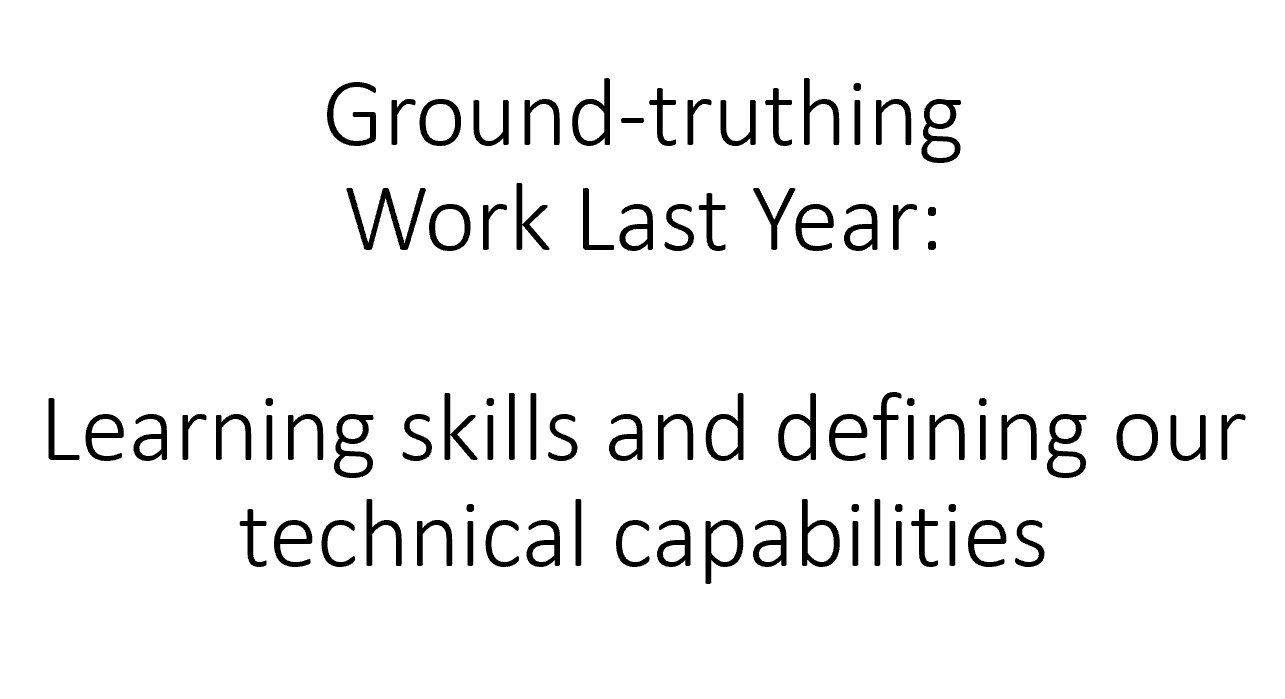 Ground-truthing
Work Last Year:
Learning skills and defining our
technical capabilities